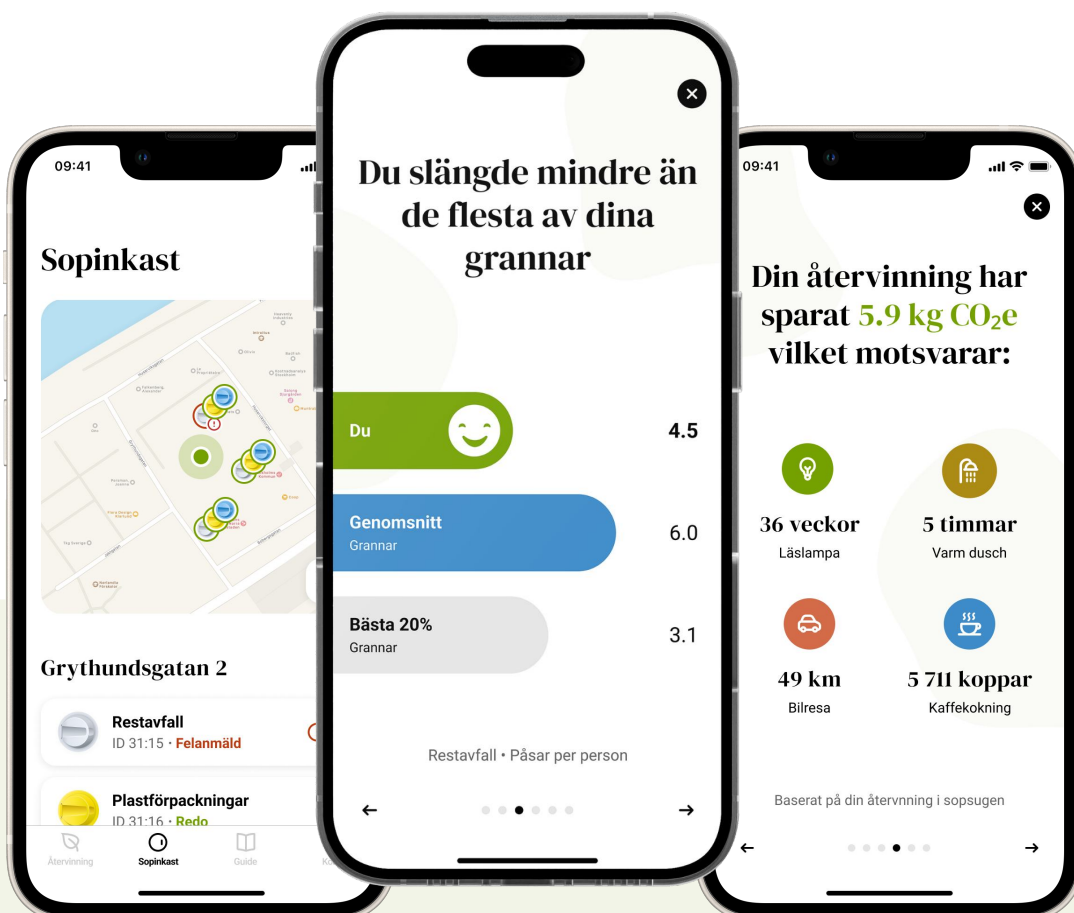 09:41
Sopinkast
Grythundsgatan 2
Restavfall
ID 31:15 · Felanmäld
Plastförpackningar
ID 31:16 · Redo
Återvinning
Sopinkast
Guide
Du slängde mindre än
de flesta av dina
grannar
Du
4.5
Genomsnitt
Grannar
6.0
Bästa 20%
Grannar
3.1
Restavfall • Påsar per person
09:41
Din återvinning har
sparat 5.9 kg CO₂e
vilket motsvarar:
36 veckor
Läslampa
5 timmar
Varm dusch
49 km
Bilresa
5 711 koppar
Kaffekokning
Baserat på din återvnning i sopsugen